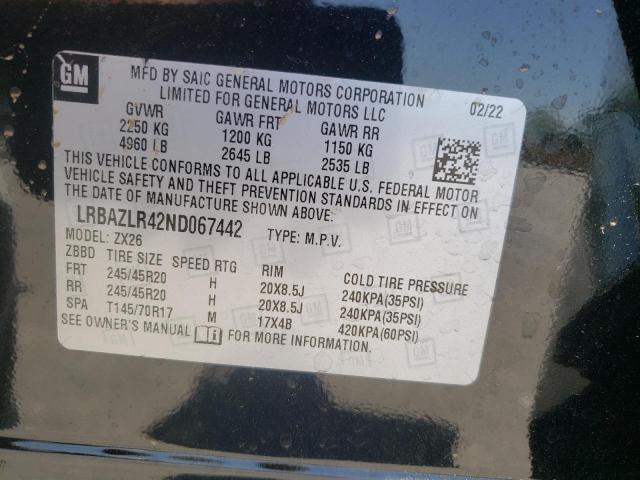 GM
MFD BY SAIC GENERAL MOTORS CORPORATION
LIMITED FOR GENERAL MOTORS LLC
02/22
GVWR GAWR FRT GAWR RR
2250 KG 1200 KG 1150 KG
4960 LB 2645 LB 2535 LB
THIS VEHICLE CONFORMS TO ALL APPLICABLE U.S. FEDERAL MOTOR
VEHICLE SAFETY AND THEFT PREVENTION STANDARDS IN EFFECT ON
THE DATE OF MANUFACTURE SHOWN ABOVE:
LRBAZLR42ND067442 TYPE: M.P.V.
MODEL: ZX26
ZBBD TIRE SIZE SPEED RTG RIM COLD TIRE PRESSURE
FRT 245/45R20 H 20X8.5J 240KPA(35PSI)
RR 245/45R20 H 20X8.5J 240KPA(35PSI)
SPA T145/70R17 M 17X4B 420KPA(60PSI)
SEE OWNER'S MANUAL i FOR MORE INFORMATION.